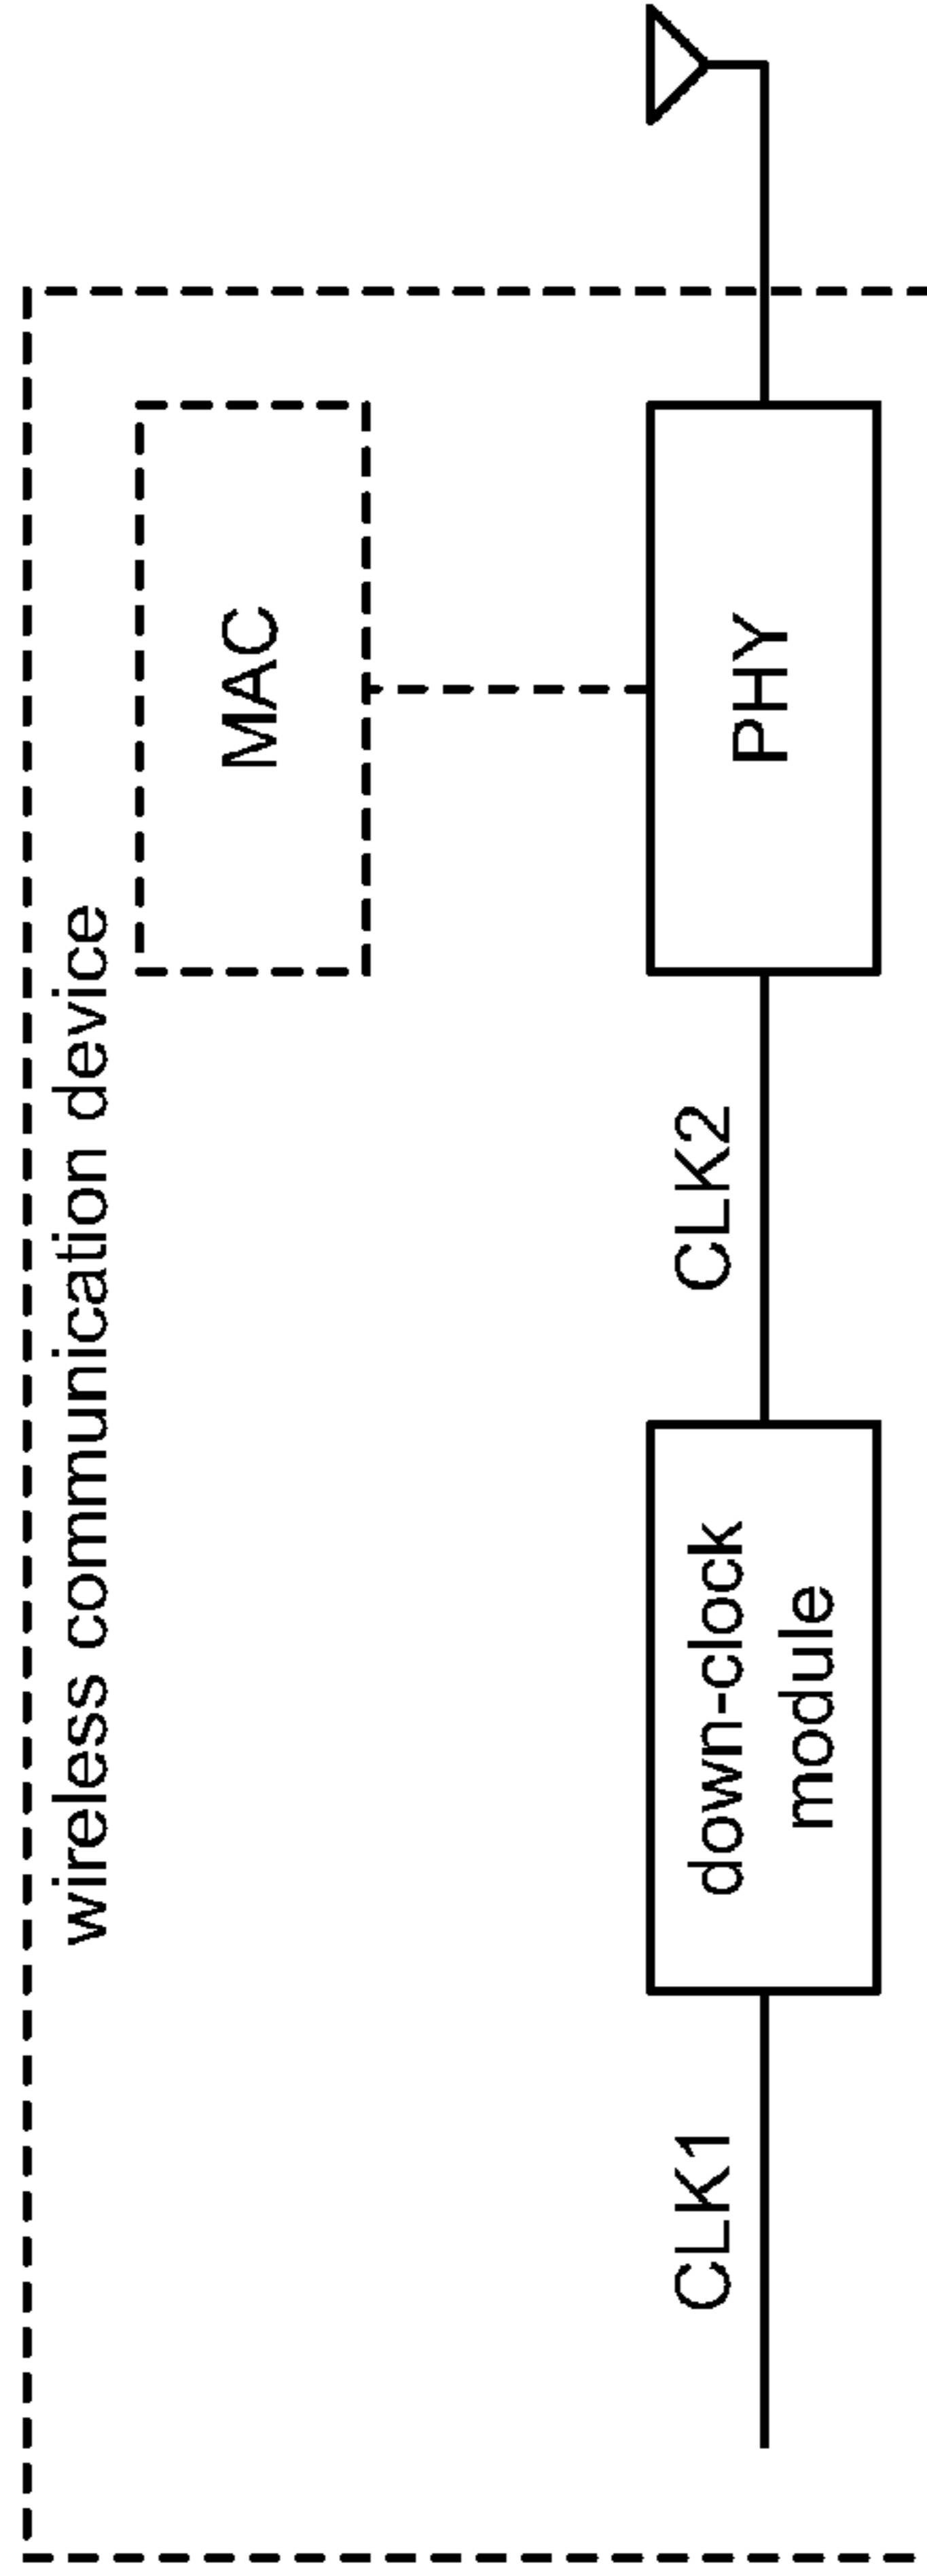 wireless communication device
MAC
CLK1
down-clock
module
CLK2
PHY